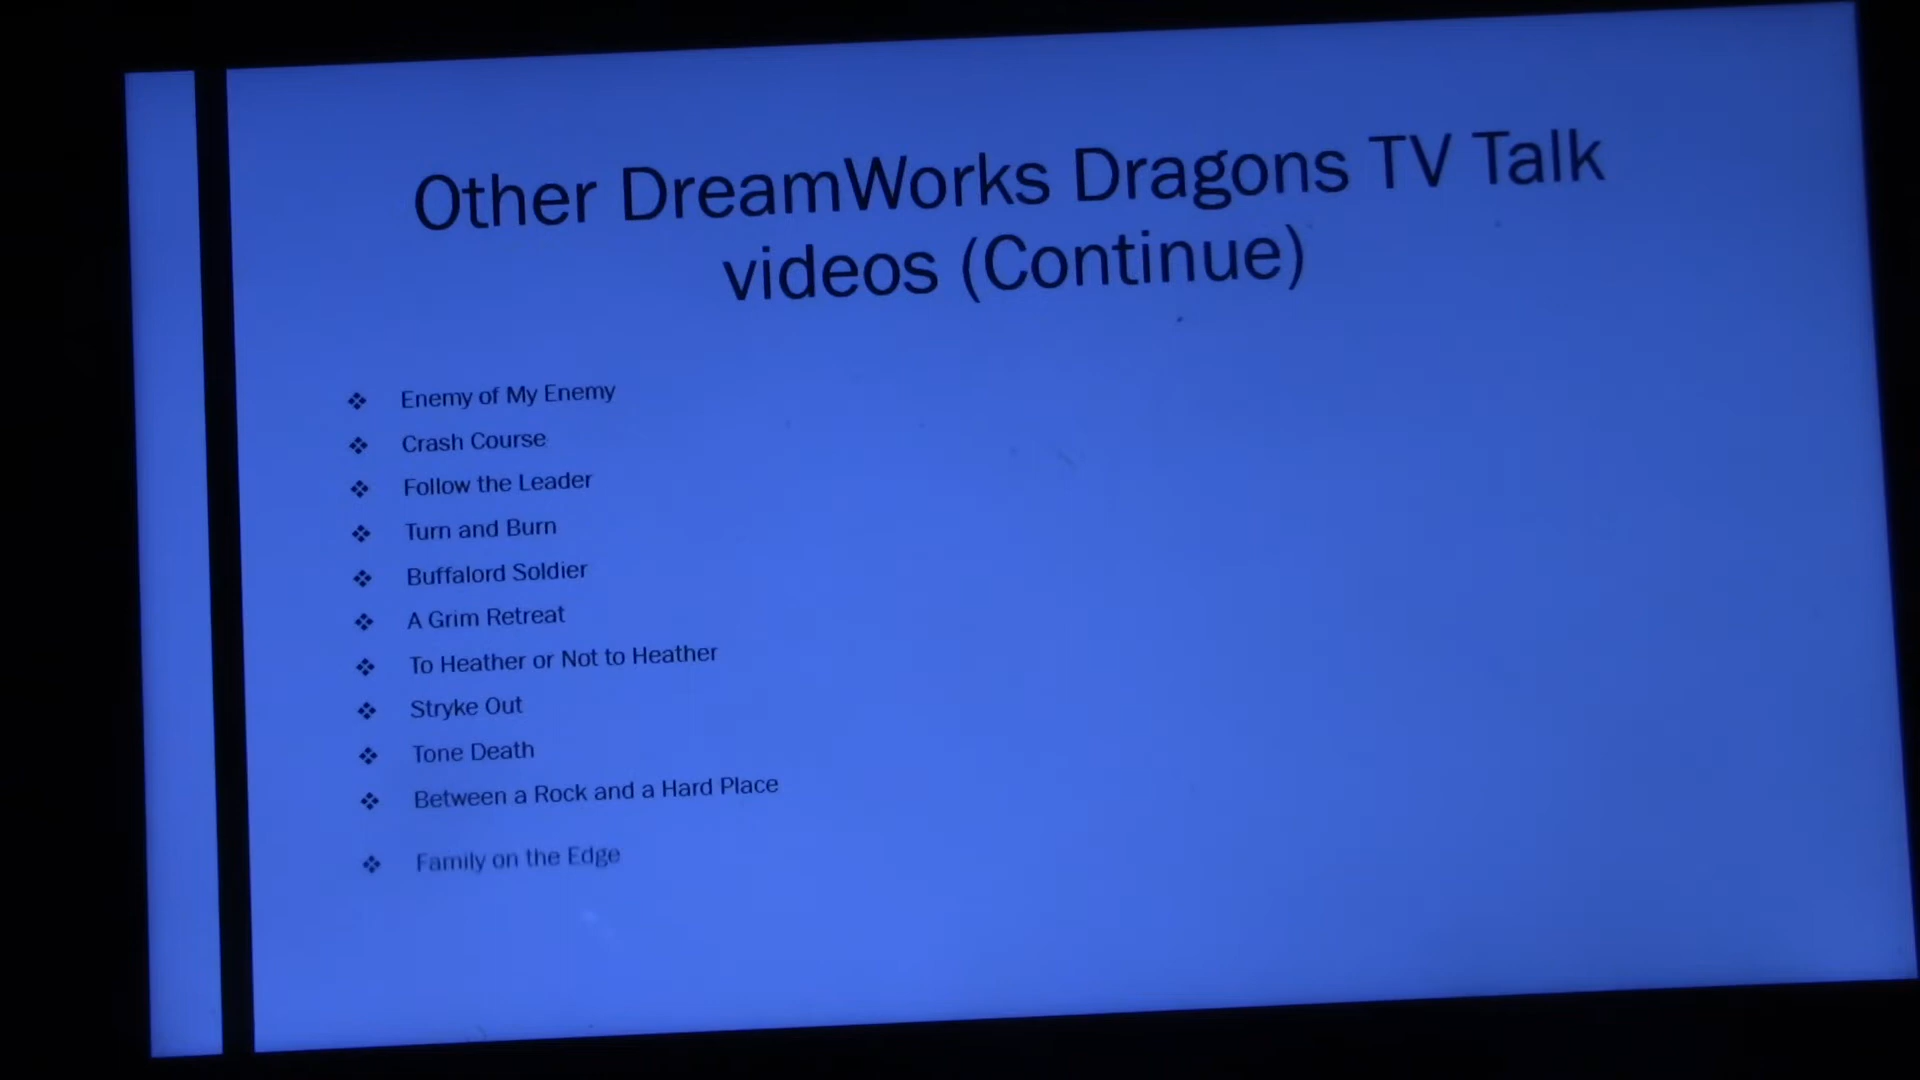 Other DreamWorks Dragons TV Talk
videos (Continue)
Enemy of My Enemy
Crash Course
Follow the Leader
Turn and Burn
Buffalord Soldier
A Grim Retreat
To Heather or Not to Heather
Stryke Out
Tone Death
Between a Rock and a Hard Place
Family on the Edge